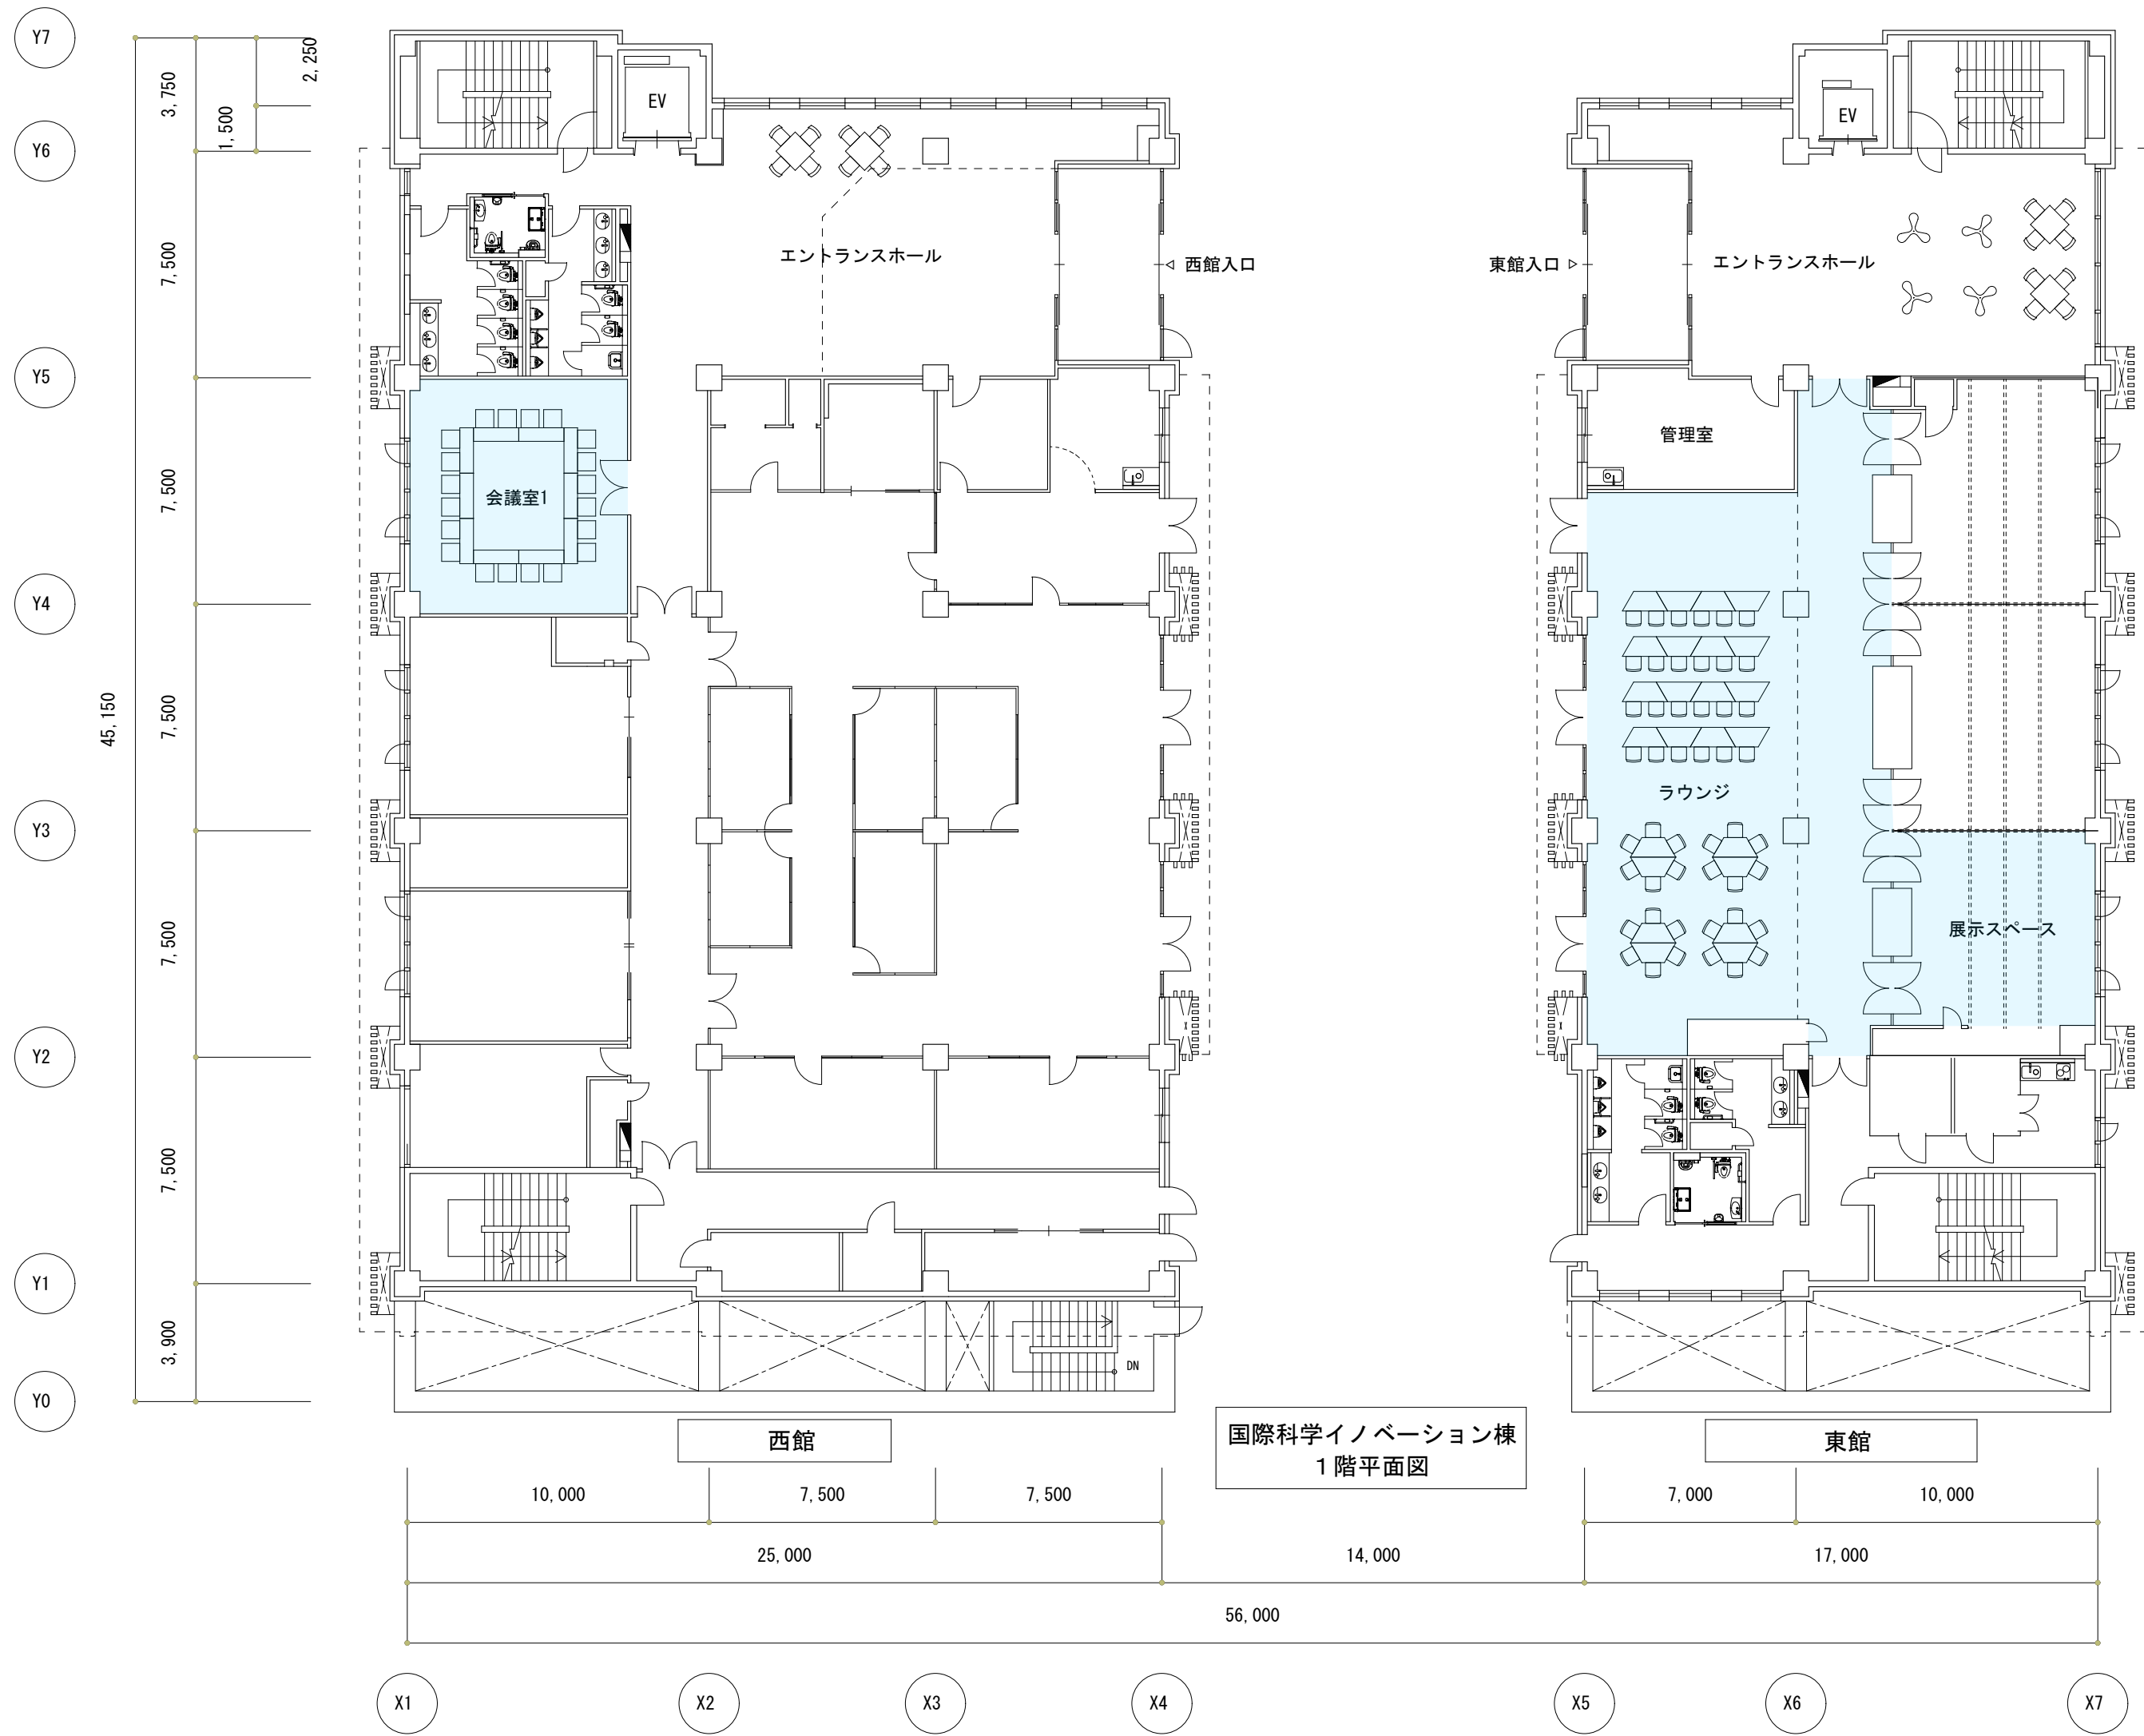 Y7
2,250
3,750
1,500
EV
EV
Y6
7,500
エントランスホール
西館入口
東館入口
エントランスホール
Y5
管理室
7,500
会議室1
Y4
45,150
7,500
ラウンジ
Y3
7,500
展示スペース
Y2
7,500
Y1
3,900
DN
Y0
西館
国際科学イノベーション棟
1階平面図
東館
10,000
7,500
7,500
7,000
10,000
25,000
14,000
17,000
56,000
X1
X2
X3
X4
X5
X6
X7